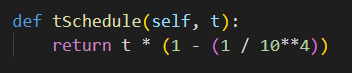 def tSchedule(self, t):
    return t * (1 - (1 / 10**4))